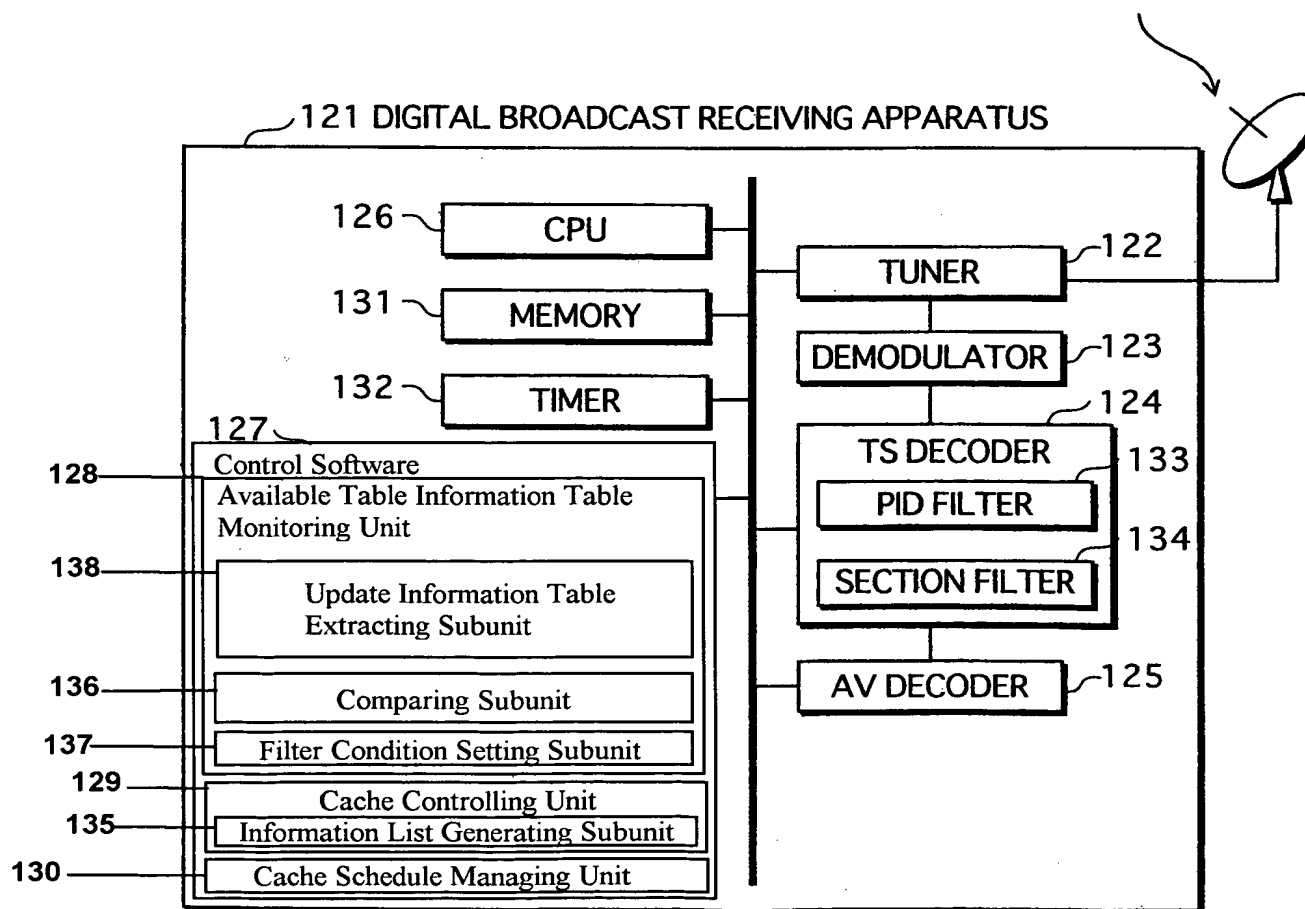 121 DIGITAL BROADCAST RECEIVING APPARATUS
126 CPU
131 MEMORY
132 TIMER
127
Control Software
128
Available Table Information Table
Monitoring Unit
138
Update Information Table
Extracting Subunit
136
Comparing Subunit
137
Filter Condition Setting Subunit
129
Cache Controlling Unit
135
Information List Generating Subunit
130
Cache Schedule Managing Unit
TUNER 122
DEMODULATOR 123
124
TS DECODER
133
PID FILTER
134
SECTION FILTER
AV DECODER 125